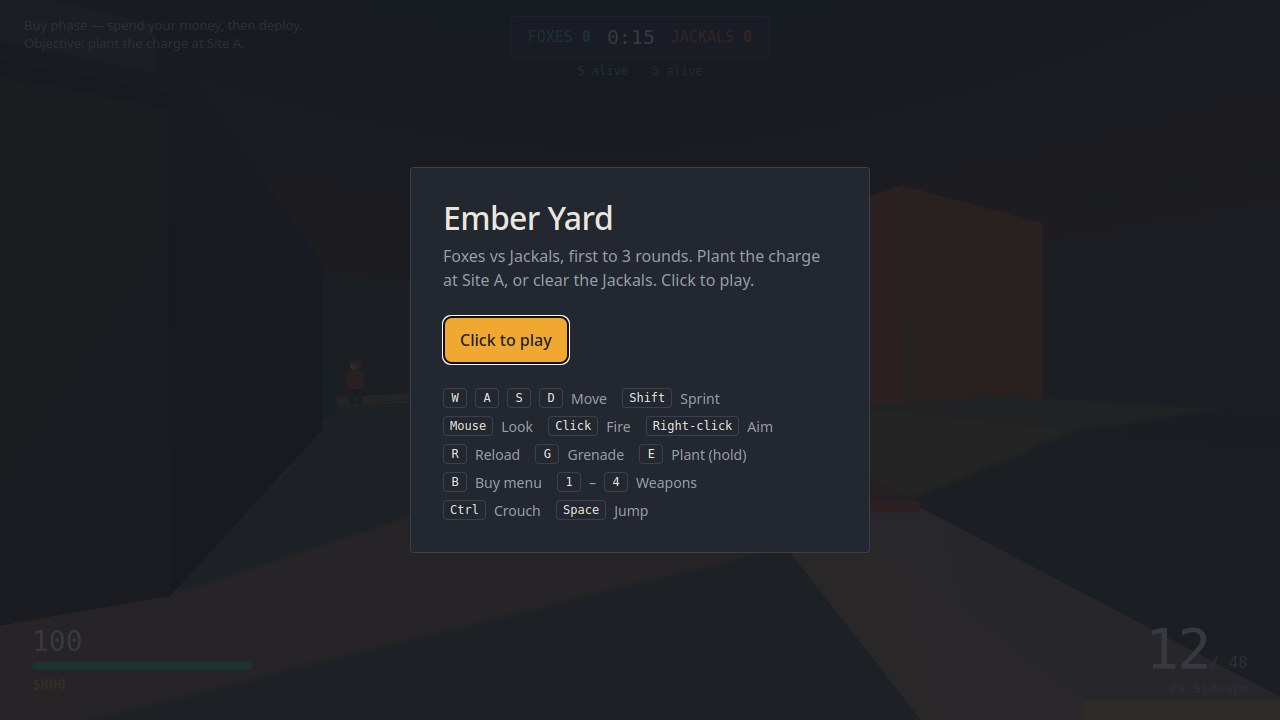 Buy phase — spend your money, then deploy.
Objective: plant the charge at Site A.
FOXES 0 0:15 JACKALS 0
5 alive 5 alive
Ember Yard
Foxes vs Jackals, first to 3 rounds. Plant the charge
at Site A, or clear the Jackals. Click to play.
Click to play
W A S D Move Shift Sprint
Mouse Look Click Fire Right-click Aim
R Reload G Grenade E Plant (hold)
B Buy menu 1 – 4 Weapons
Ctrl Crouch Space Jump
100
$800
12 / 48
P9 Sidearm